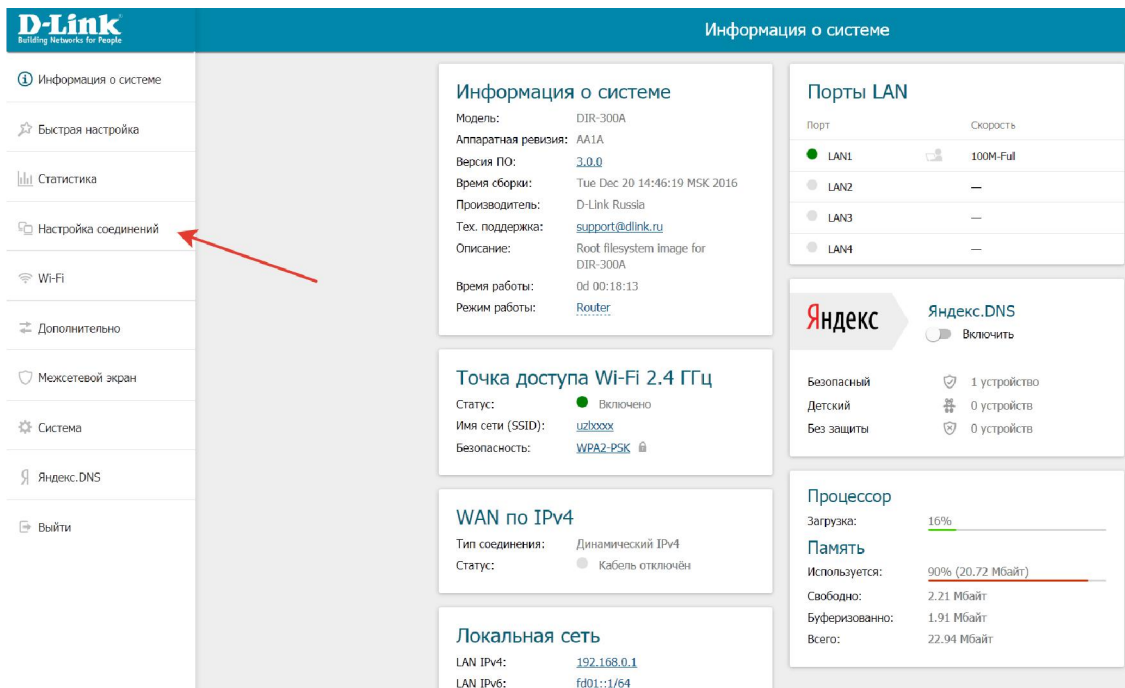 D-Link
Building Networks for People
Информация о системе
Информация о системе
Быстрая настройка
Статистика
Настройка соединений
Wi-Fi
Дополнительно
Межсетевой экран
Система
Яндекс.DNS
Выйти
Информация о системе
Модель: DIR-300A
Аппаратная ревизия: AA1A
Версия ПО: 3.0.0
Время сборки: Tue Dec 20 14:46:19 MSK 2016
Производитель: D-Link Russia
Тех. поддержка: support@dlink.ru
Описание: Root filesystem image for
DIR-300A
Время работы: 0d 00:18:13
Режим работы: Router
Точка доступа Wi-Fi 2.4 ГГц
Статус: Включено
Имя сети (SSID): uzlxxxx
Безопасность: WPA2-PSK
WAN по IPv4
Тип соединения: Динамический IPv4
Статус: Кабель отключён
Локальная сеть
LAN IPv4: 192.168.0.1
LAN IPv6: fd01::1/64
Порты LAN
Порт Скорость
LAN1 100M-Full
LAN2 —
LAN3 —
LAN4 —
Яндекс
Яндекс.DNS
Включить
Безопасный 1 устройство
Детский 0 устройств
Без защиты 0 устройств
Процессор
Загрузка: 16%
Память
Используется: 90% (20.72 Мбайт)
Свободно: 2.21 Мбайт
Буферизованно: 1.91 Мбайт
Всего: 22.94 Мбайт